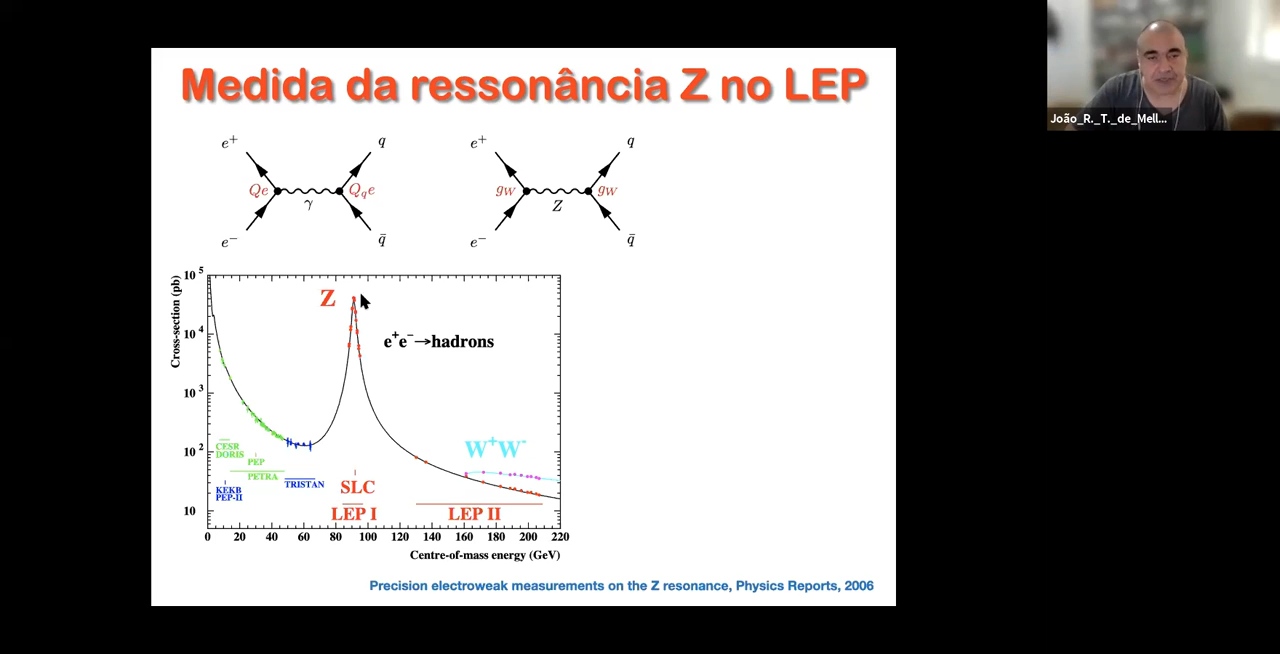 Medida da ressonância Z no LEP
João_R._T._de_Mell...
e+ q e+ q
Qe Qqe gW gW
γ Z
e− q̄ e− q̄
Cross-section (pb)
10^5
10^4
10^3
10^2
10
Z
e+e−→hadrons
W+W-
CESR
DORIS
PEP
PETRA
KEKB
PEP-II
TRISTAN
SLC
LEP I
LEP II
0 20 40 60 80 100 120 140 160 180 200 220
Centre-of-mass energy (GeV)
Precision electroweak measurements on the Z resonance, Physics Reports, 2006